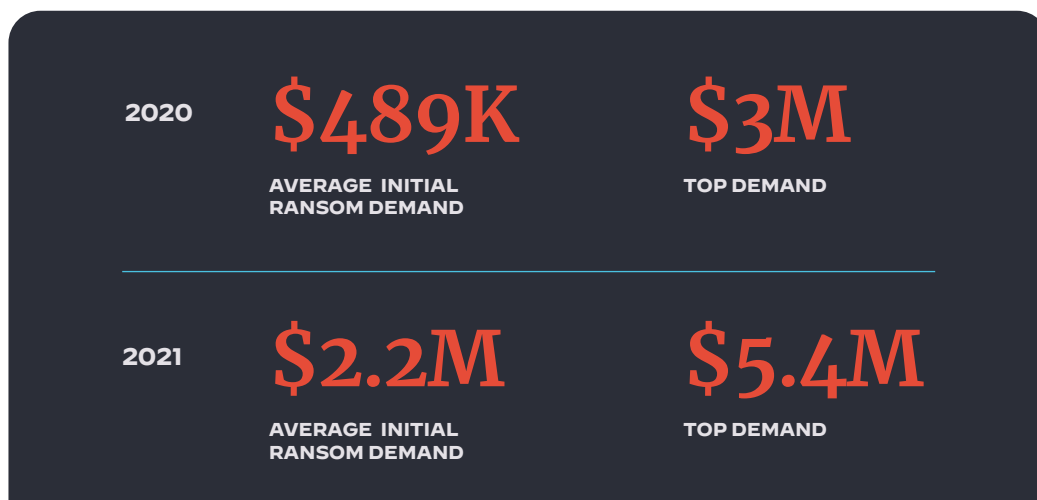 2020
$489K
$3M
AVERAGE INITIAL
RANSOM DEMAND
TOP DEMAND
2021
$2.2M
$5.4M
AVERAGE INITIAL
RANSOM DEMAND
TOP DEMAND